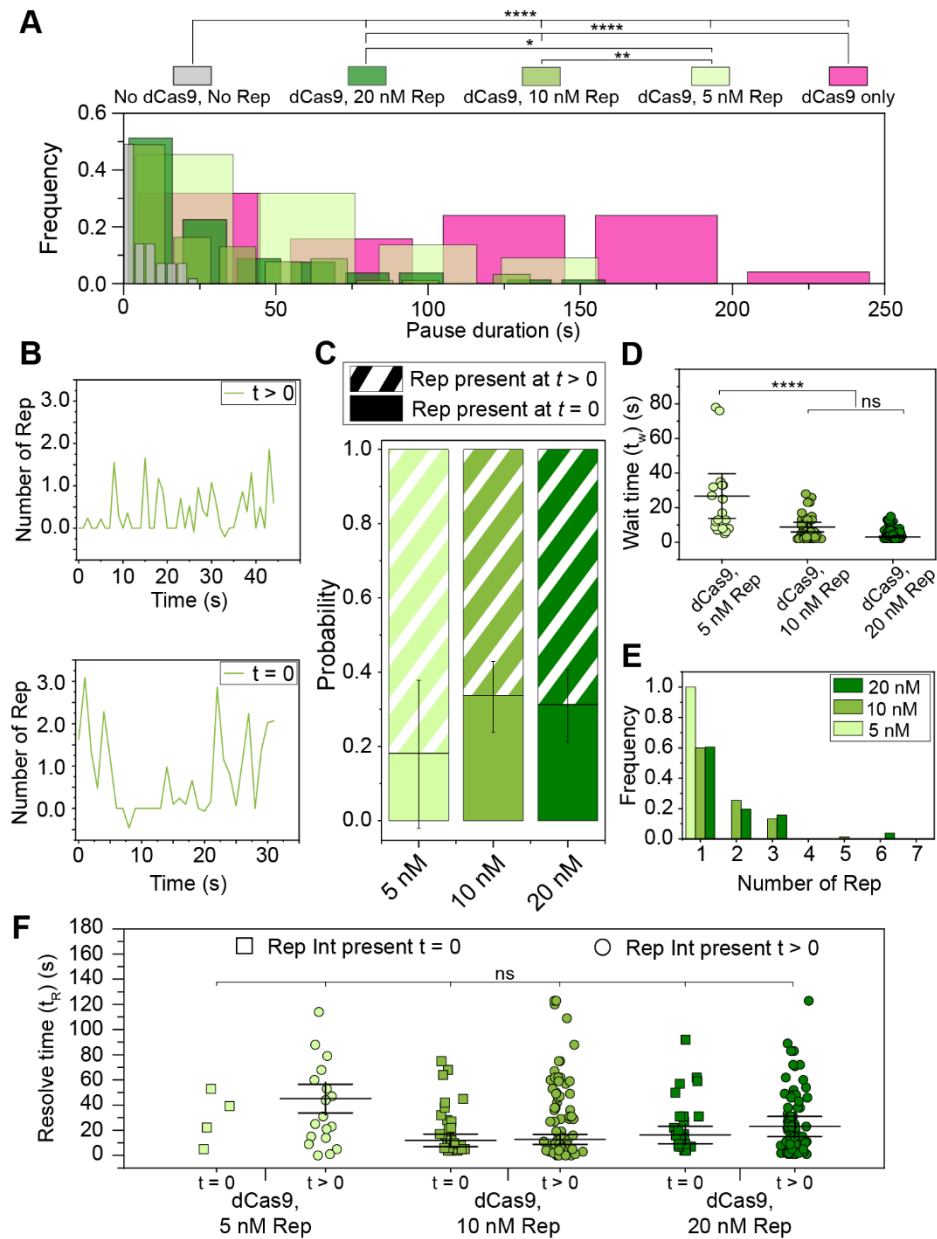 A
****
****
*
**
No dCas9, No Rep
dCas9, 20 nM Rep
dCas9, 10 nM Rep
dCas9, 5 nM Rep
dCas9 only
Frequency
0.6
0.4
0.2
0.0
0 50 100 150 200 250
Pause duration (s)
B
t > 0
Number of Rep
3.0
2.0
1.0
0.0
0 10 20 30 40
Time (s)
t = 0
Number of Rep
3.0
2.0
1.0
0.0
0 10 20 30
Time (s)
C
Rep present at t > 0
Rep present at t = 0
Probability
1.0
0.8
0.6
0.4
0.2
0.0
5 nM
10 nM
20 nM
D
Wait time (tw) (s)
80
60
40
20
0
****
ns
dCas9,
5 nM Rep
dCas9,
10 nM Rep
dCas9,
20 nM Rep
E
20 nM
10 nM
5 nM
Frequency
1.0
0.8
0.6
0.4
0.2
0.0
1 2 3 4 5 6 7
Number of Rep
F
Rep Int present t = 0
Rep Int present t > 0
ns
Resolve time (tR) (s)
180
160
140
120
100
80
60
40
20
0
t = 0 t > 0 t = 0 t > 0 t = 0 t > 0
dCas9,
5 nM Rep
dCas9,
10 nM Rep
dCas9,
20 nM Rep